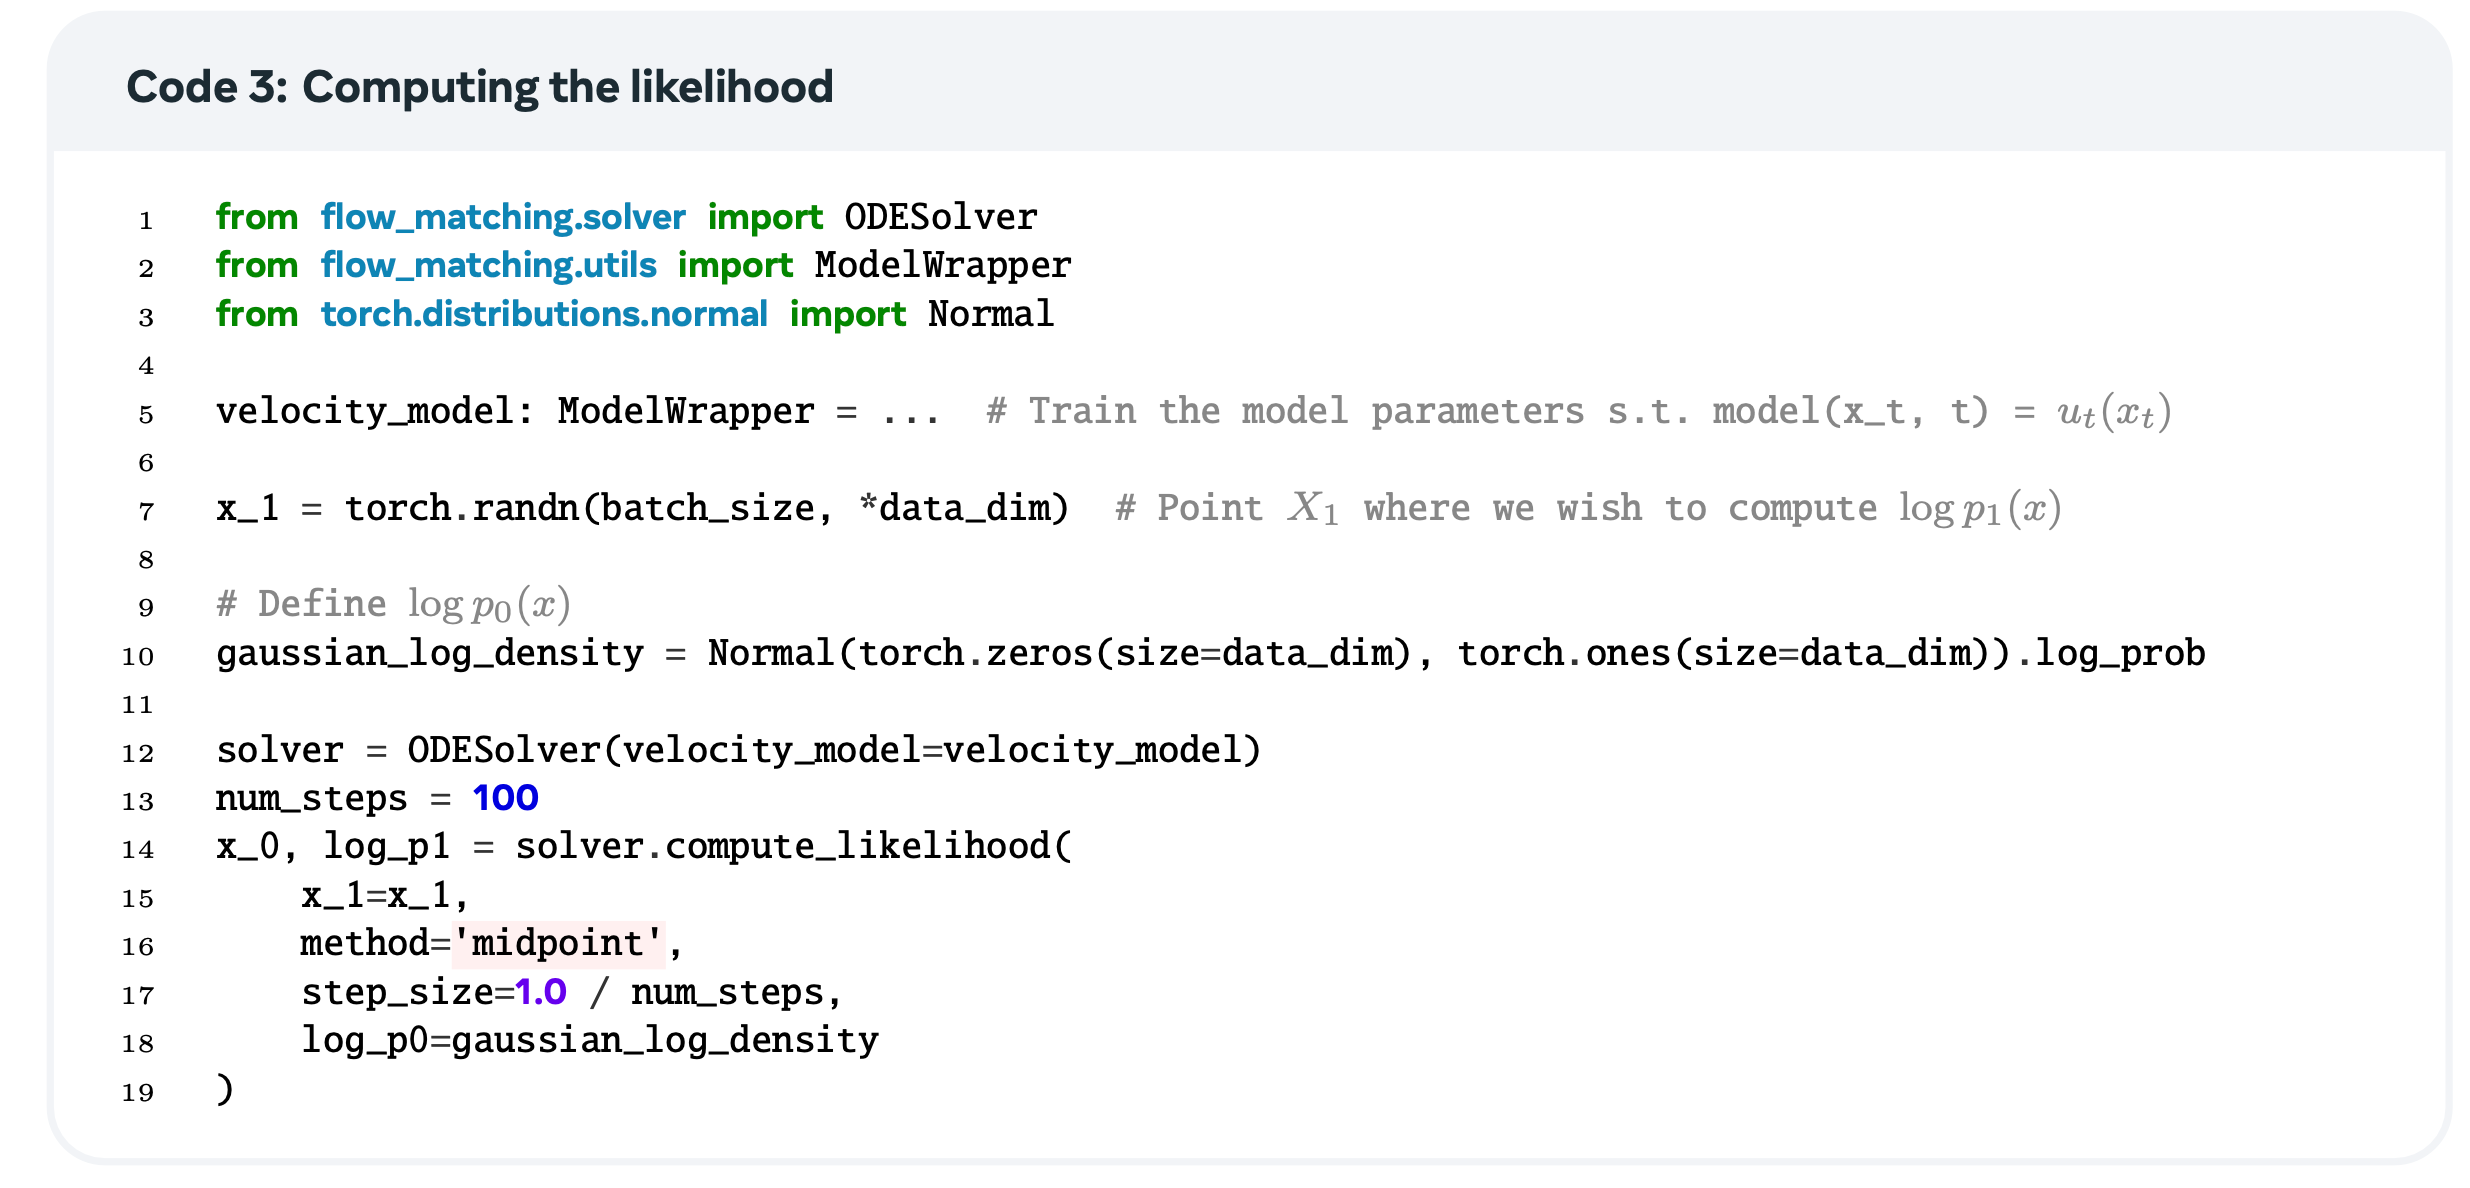 Code 3: Computing the likelihood
1 from flow_matching.solver import ODESolver
2 from flow_matching.utils import ModelWrapper
3 from torch.distributions.normal import Normal
4
5 velocity_model: ModelWrapper = ...  # Train the model parameters s.t. model(x_t, t) = u_t(x_t)
6
7 x_1 = torch.randn(batch_size, *data_dim)  # Point X_1 where we wish to compute log p_1(x)
8
9 # Define log p_0(x)
10 gaussian_log_density = Normal(torch.zeros(size=data_dim), torch.ones(size=data_dim)).log_prob
11
12 solver = ODESolver(velocity_model=velocity_model)
13 num_steps = 100
14 x_0, log_p1 = solver.compute_likelihood(
15     x_1=x_1,
16     method='midpoint',
17     step_size=1.0 / num_steps,
18     log_p0=gaussian_log_density
19 )